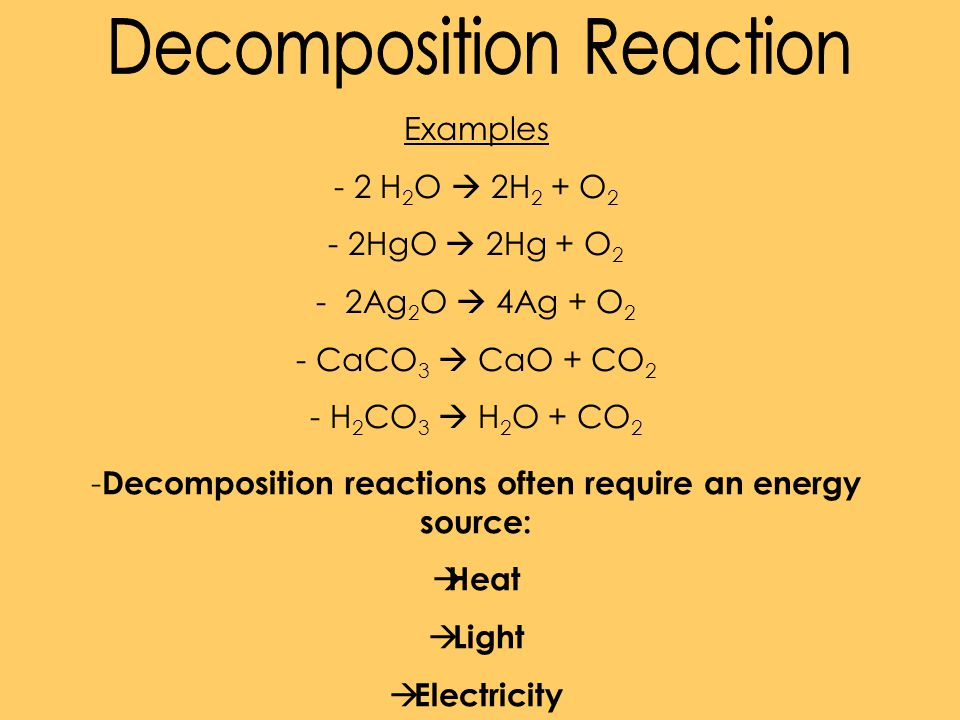 Decomposition Reaction
Examples
- 2 H₂O → 2H₂ + O₂
- 2HgO → 2Hg + O₂
- 2Ag₂O → 4Ag + O₂
- CaCO₃ → CaO + CO₂
- H₂CO₃ → H₂O + CO₂
-Decomposition reactions often require an energy
source:
→Heat
→Light
→Electricity